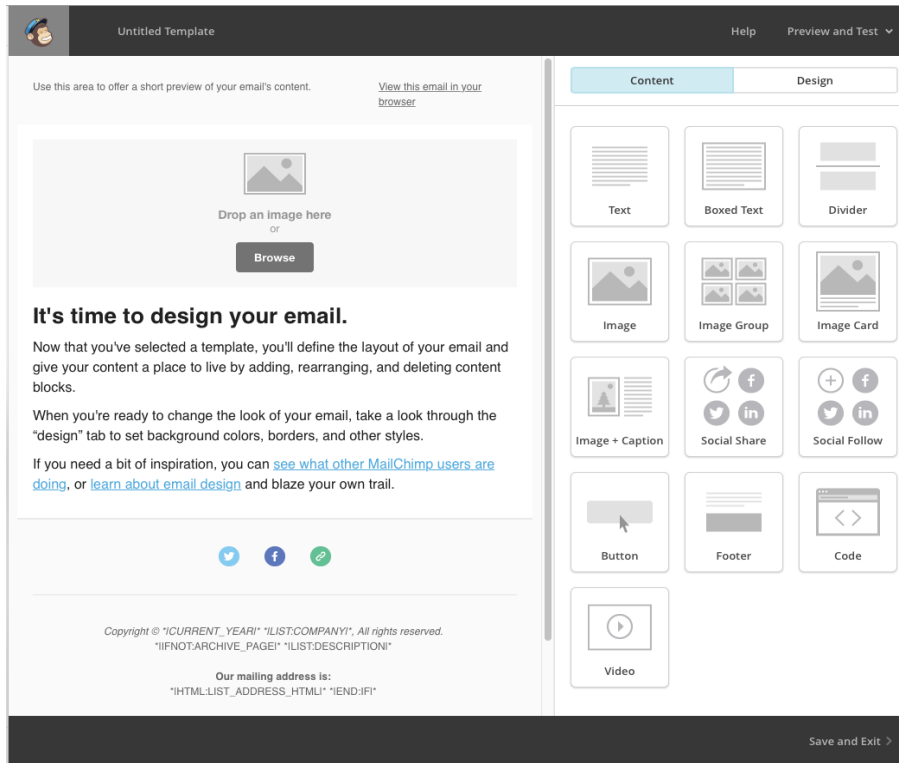 Untitled Template
Help
Preview and Test
Use this area to offer a short preview of your email's content.
View this email in your
browser
Drop an image here
or
Browse
It's time to design your email.
Now that you've selected a template, you'll define the layout of your email and
give your content a place to live by adding, rearranging, and deleting content
blocks.
When you're ready to change the look of your email, take a look through the
“design” tab to set background colors, borders, and other styles.
If you need a bit of inspiration, you can see what other MailChimp users are
doing, or learn about email design and blaze your own trail.
Copyright © *|CURRENT_YEAR|* *|LIST:COMPANY|*, All rights reserved.
*|IFNOT:ARCHIVE_PAGE|* *|LIST:DESCRIPTION|*
Our mailing address is:
*|HTML:LIST_ADDRESS_HTML|* *|END:IF|*
Content
Design
Text
Boxed Text
Divider
Image
Image Group
Image Card
Image + Caption
Social Share
Social Follow
Button
Footer
Code
Video
Save and Exit